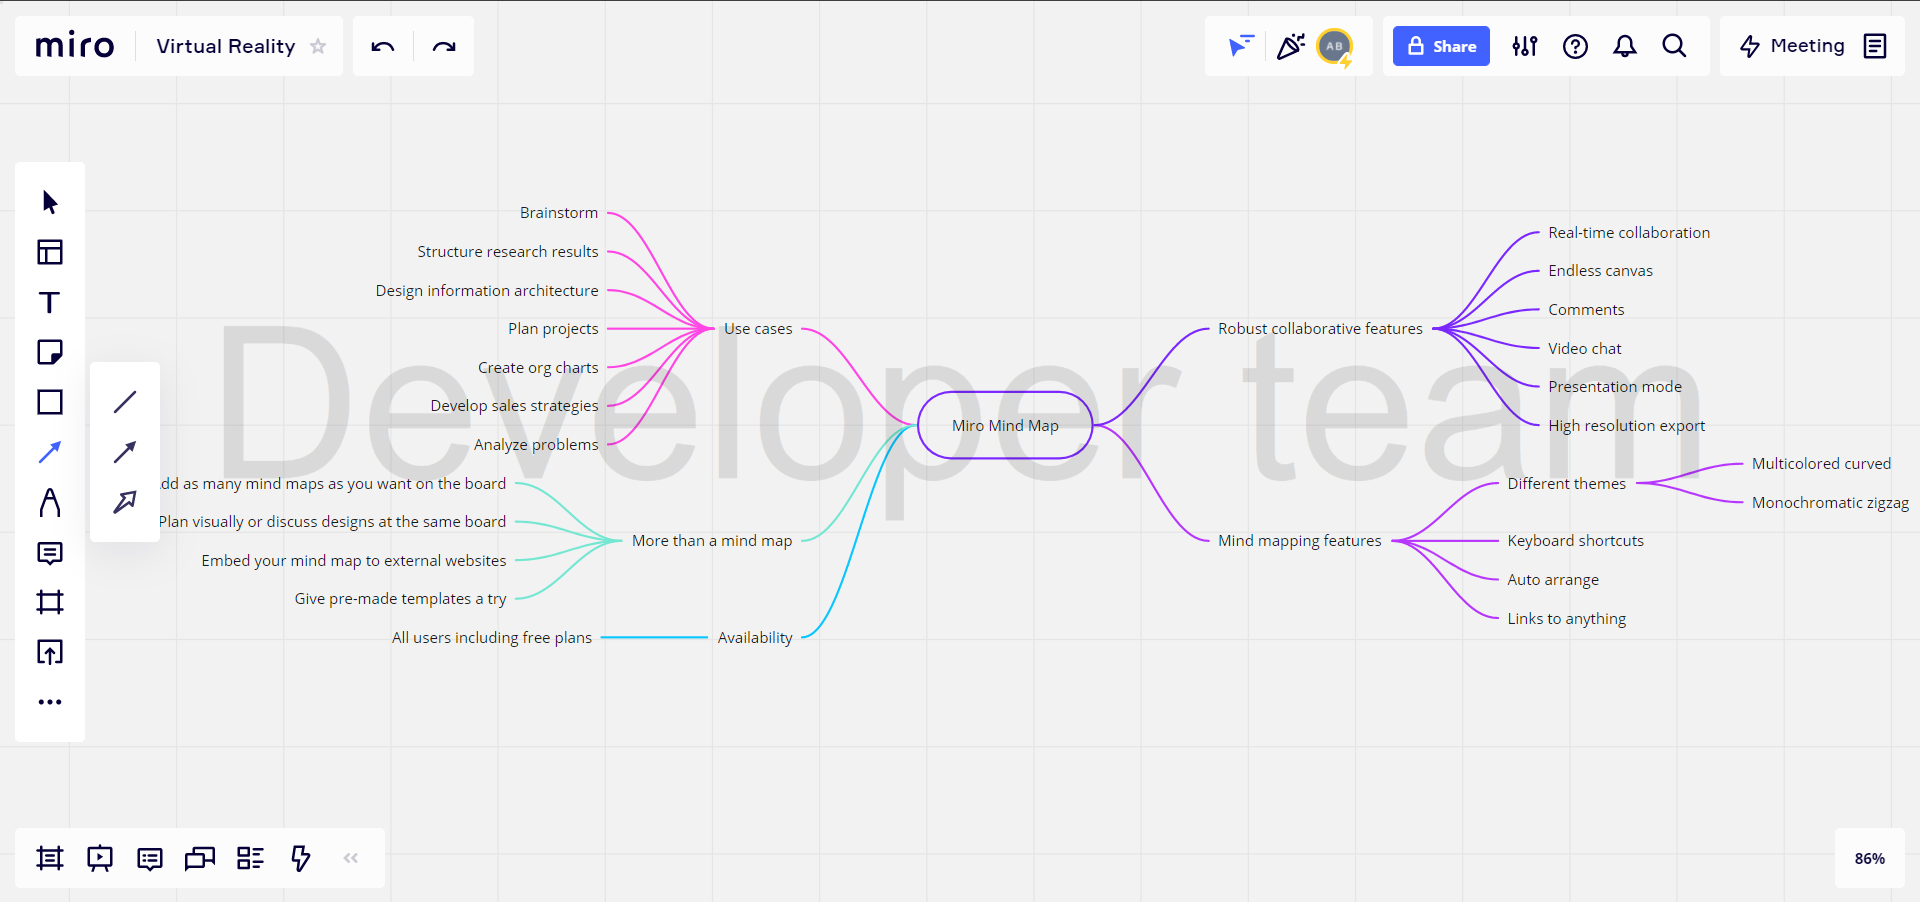 miro
Virtual Reality
AB
Share
Meeting
Developer team
Brainstorm
Structure research results
Design information architecture
Plan projects
Create org charts
Develop sales strategies
Analyze problems
Use cases
dd as many mind maps as you want on the board
Plan visually or discuss designs at the same board
Embed your mind map to external websites
Give pre-made templates a try
More than a mind map
All users including free plans
Availability
Miro Mind Map
Robust collaborative features
Real-time collaboration
Endless canvas
Comments
Video chat
Presentation mode
High resolution export
Mind mapping features
Different themes
Multicolored curved
Monochromatic zigzag
Keyboard shortcuts
Auto arrange
Links to anything
86%